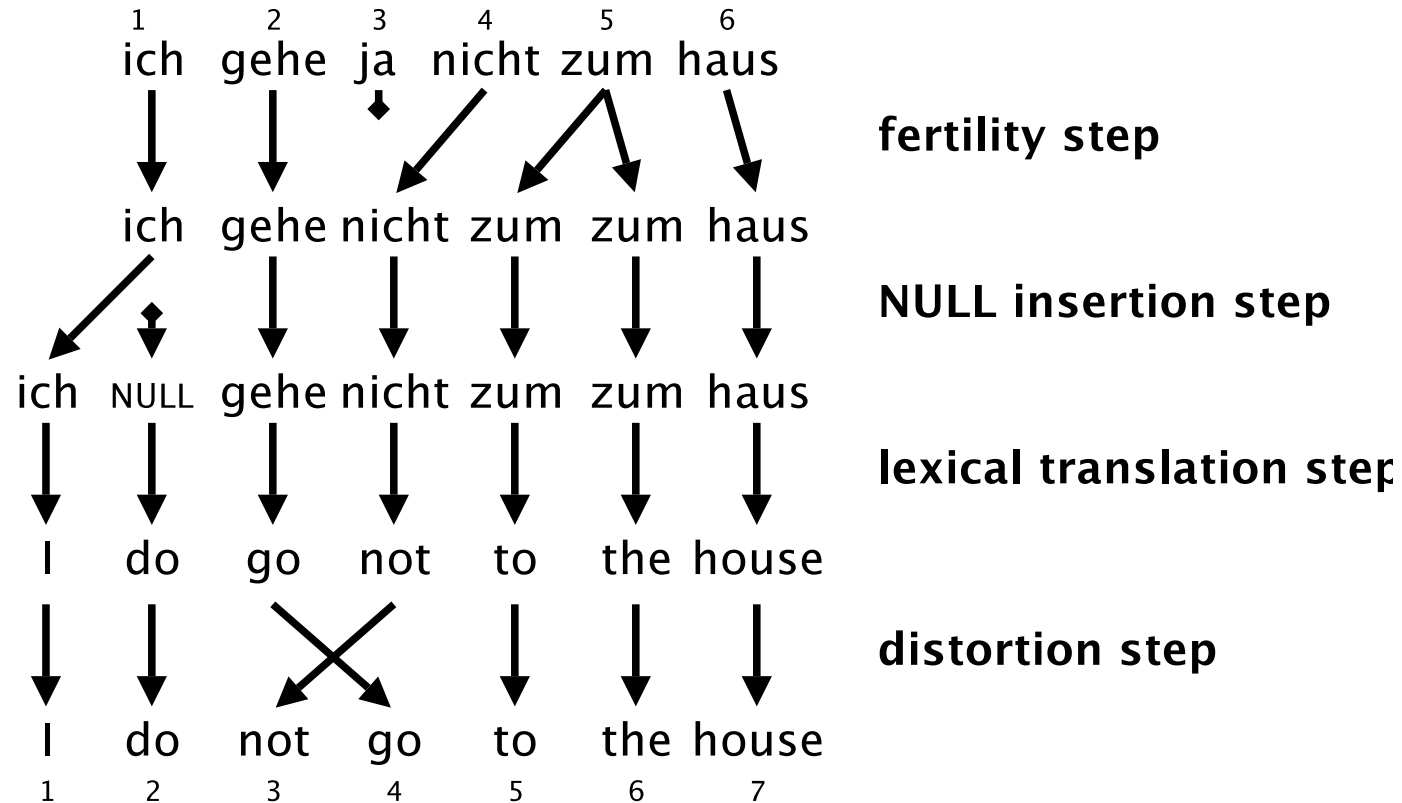 1 2 3 4 5 6
ich gehe ja nicht zum haus
fertility step
ich gehe nicht zum zum haus
NULL insertion step
ich NULL gehe nicht zum zum haus
lexical translation step
I do go not to the house
distortion step
I do not go to the house
1 2 3 4 5 6 7